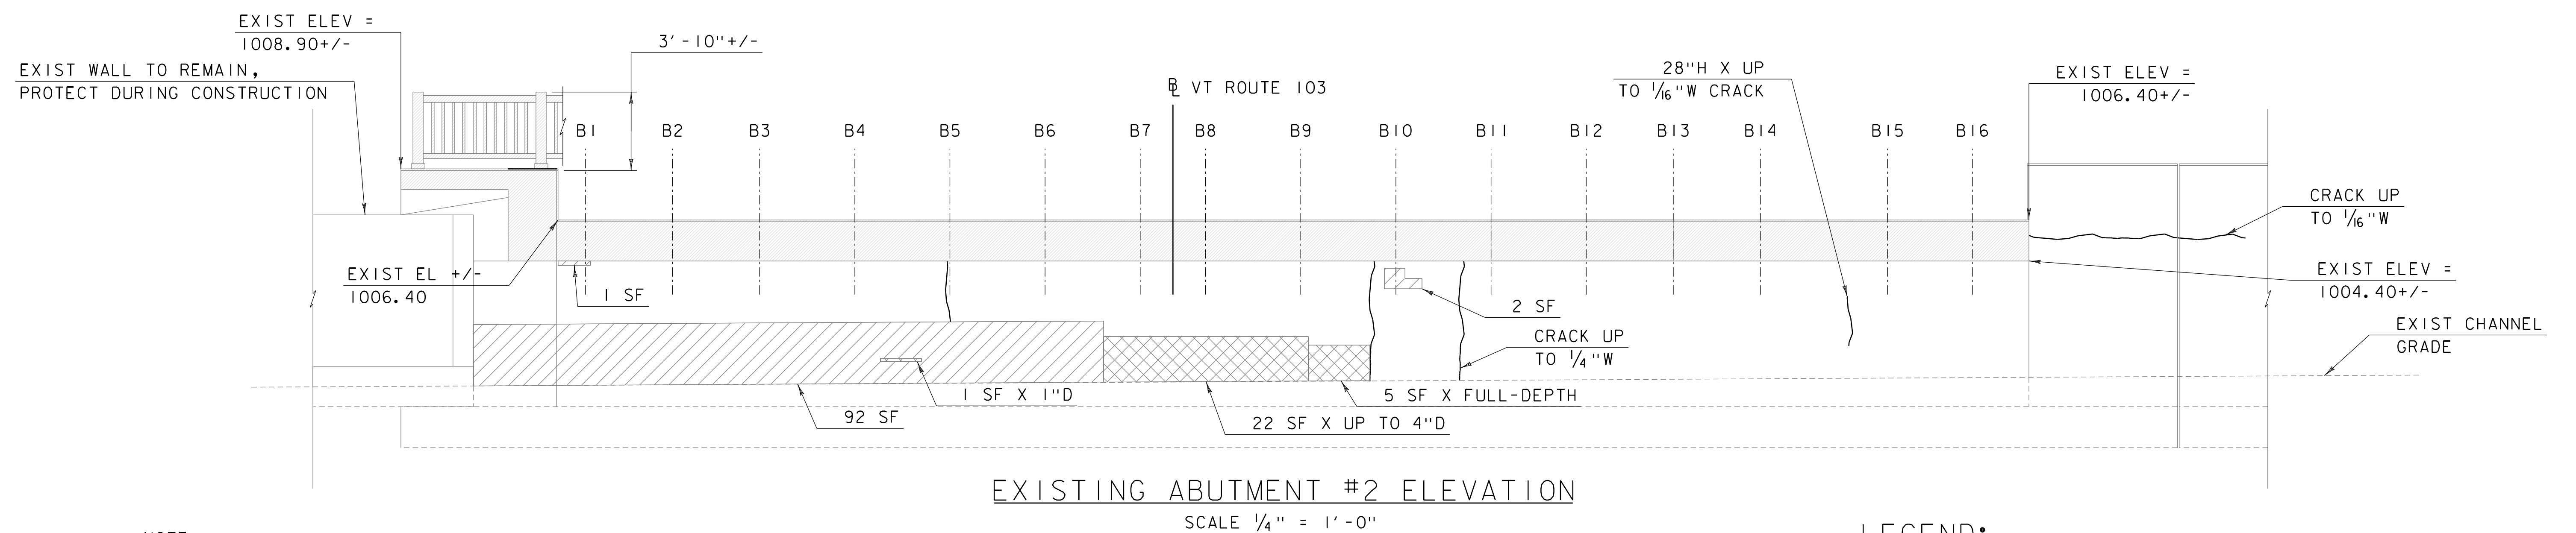 EXIST ELEV =
1008.90+/-
EXIST WALL TO REMAIN,
PROTECT DURING CONSTRUCTION
3'-10"+/-
B1 B2 B3 B4 B5 B6 B7 B8 B9 B10 B11 B12 B13 B14 B15 B16
BL VT ROUTE 103
28"H X UP
TO 1/16"W CRACK
EXIST ELEV =
1006.40+/-
CRACK UP
TO 1/16"W
EXIST EL +/-
1006.40
1 SF
2 SF
EXIST ELEV =
1004.40+/-
CRACK UP
TO 1/4"W
EXIST CHANNEL
GRADE
1 SF X 1"D
5 SF X FULL-DEPTH
92 SF
22 SF X UP TO 4"D
EXISTING ABUTMENT #2 ELEVATION
SCALE 1/4" = 1'-0"
LEGEND: